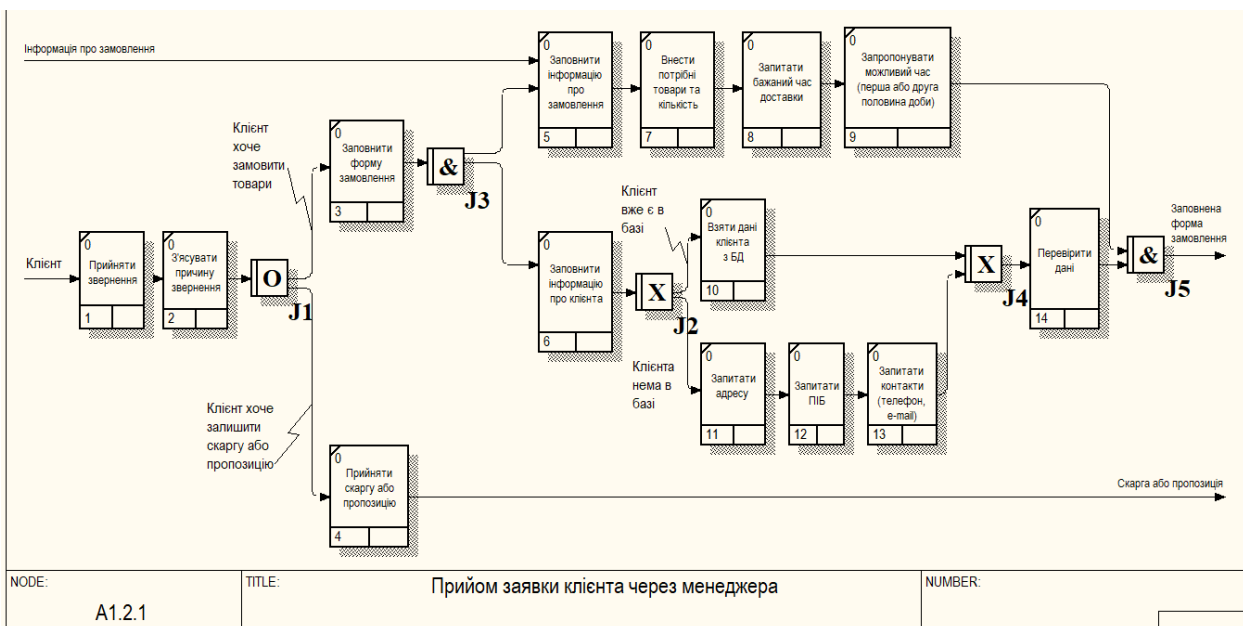 Інформація про замовлення
0
Заповнити
інформацію
про
замовлення
5
0
Внести
потрібні
товари та
кількість
7
0
Запитати
бажаний час
доставки
8
0
Запропонувати
можливий час
(перша або друга
половина доби)
9
Клієнт
хоче
замовити
товари
0
Заповнити
форму
замовлення
3
&
J3
Клієнт
0
Прийняти
звернення
1
0
З'ясувати
причину
звернення
2
O
J1
0
Заповнити
інформацію
про клієнта
6
X
J2
Клієнт
вже є в
базі
0
Взяти дані
клієнта
з БД
10
Клієнта
нема в
базі
0
Запитати
адресу
11
0
Запитати
ПІБ
12
0
Запитати
контакти
(телефон,
e-mail)
13
X
J4
0
Перевірити
дані
14
&
J5
Заповнена
форма
замовлення
Клієнт хоче
залишити
скаргу або
пропозицію
0
Прийняти
скаргу або
пропозицію
4
Скарга або пропозиція
NODE:
A1.2.1
TITLE:
Прийом заявки клієнта через менеджера
NUMBER: